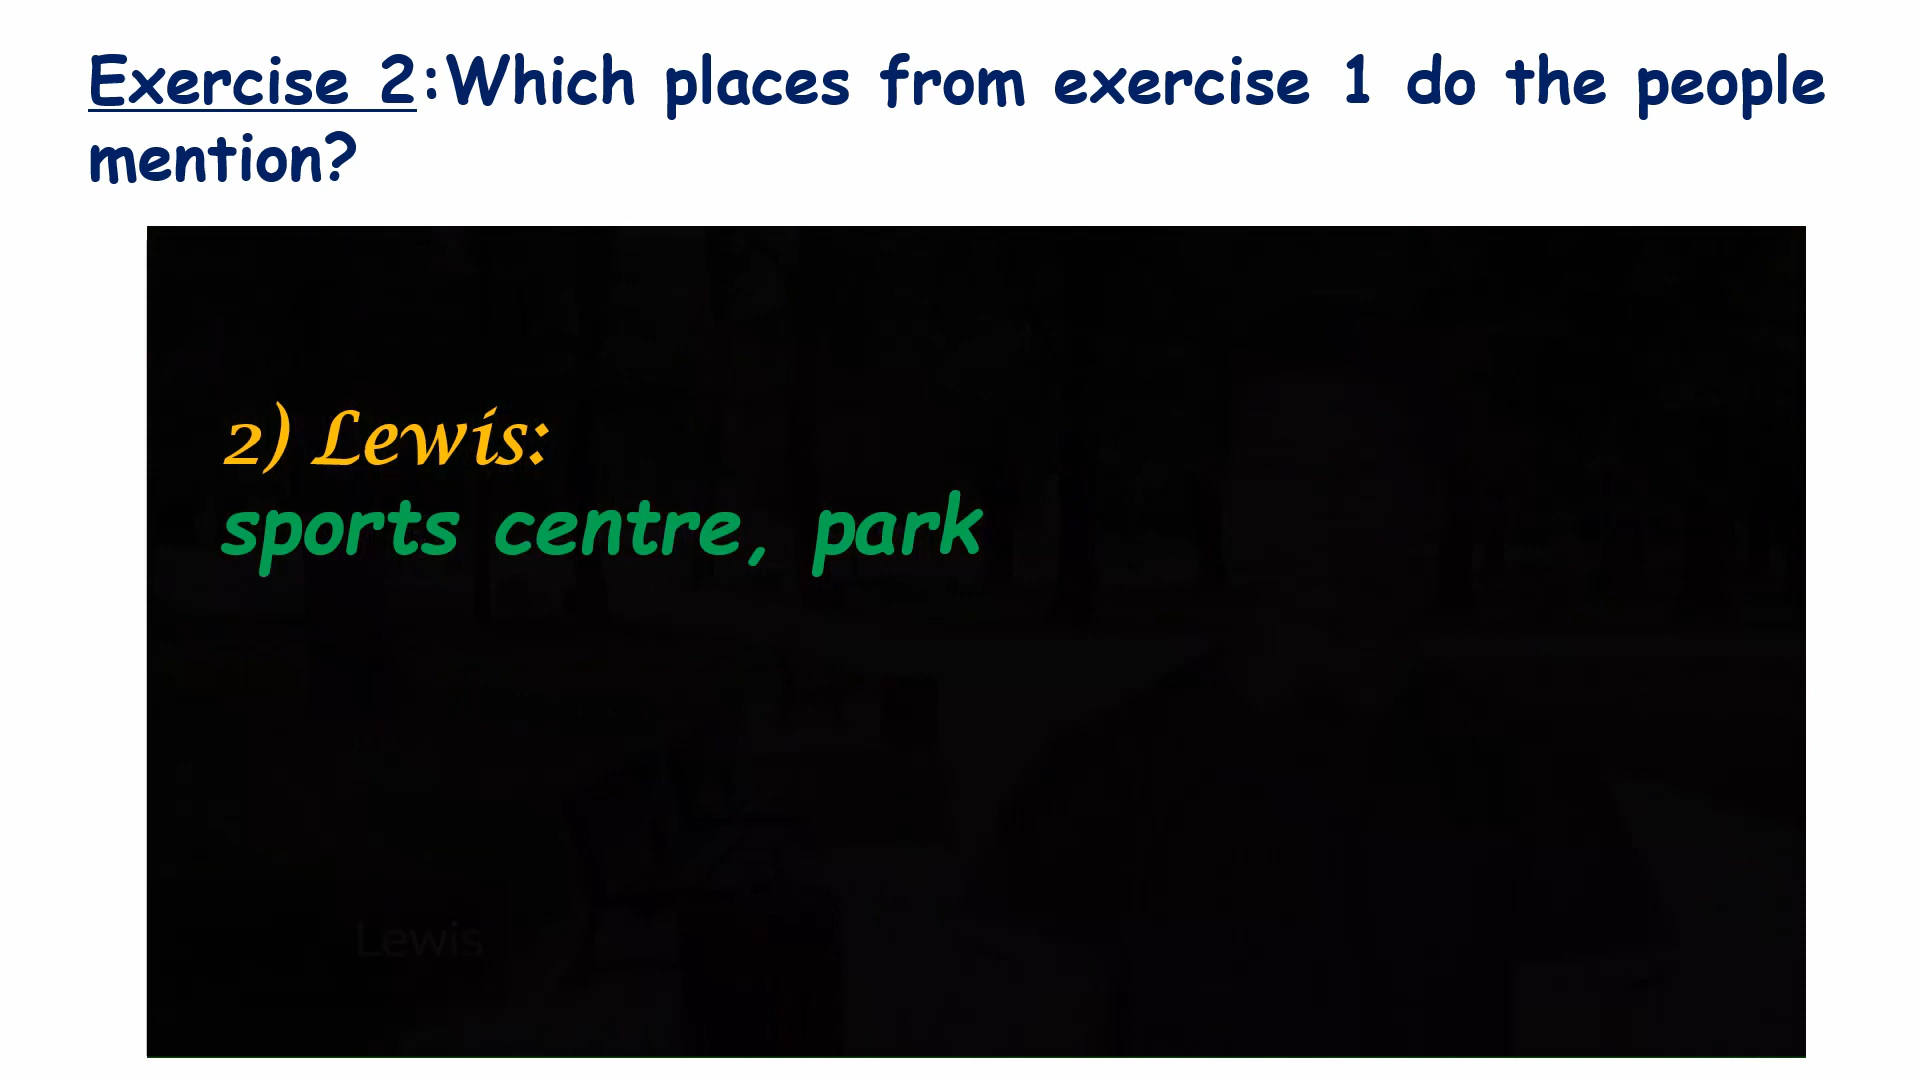 Exercise 2:Which places from exercise 1 do the people
mention?
2) Lewis:
sports centre, park
Lewis